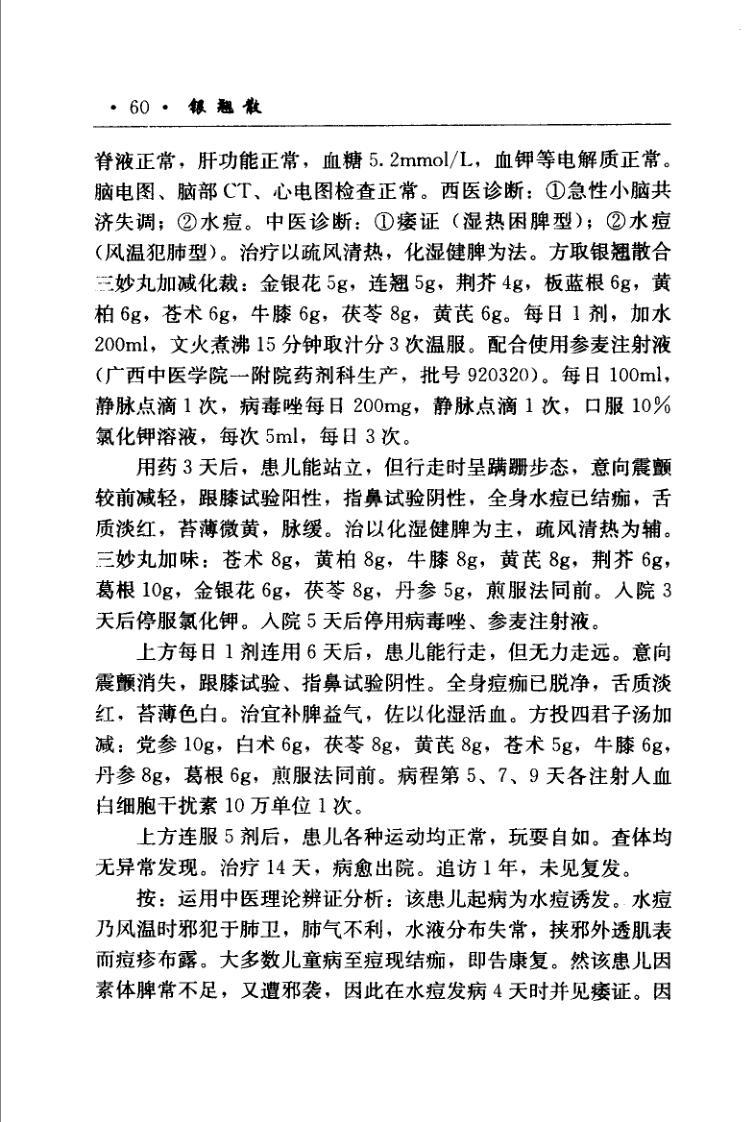 · 60 · 银翘散
脊液正常，肝功能正常，血糖 5.2mmol/L，血钾等电解质正常。
脑电图、脑部 CT、心电图检查正常。西医诊断：①急性小脑共
济失调；②水痘。中医诊断：①痿证（湿热困脾型）；②水痘
（风温犯肺型）。治疗以疏风清热，化湿健脾为法。方取银翘散合
三妙丸加减化裁：金银花 5g，连翘 5g，荆芥 4g，板蓝根 6g，黄
柏 6g，苍术 6g，牛膝 6g，茯苓 8g，黄芪 6g。每日 1 剂，加水
200ml，文火煮沸 15 分钟取汁分 3 次温服。配合使用参麦注射液
（广西中医学院一附院药剂科生产，批号 920320）。每日 100ml，
静脉点滴 1 次，病毒唑每日 200mg，静脉点滴 1 次，口服 10%
氯化钾溶液，每次 5ml，每日 3 次。
用药 3 天后，患儿能站立，但行走时呈蹒跚步态，意向震颤
较前减轻，跟膝试验阳性，指鼻试验阴性，全身水痘已结痂，舌
质淡红，苔薄微黄，脉缓。治以化湿健脾为主，疏风清热为辅。
三妙丸加味：苍术 8g，黄柏 8g，牛膝 8g，黄芪 8g，荆芥 6g，
葛根 10g，金银花 6g，茯苓 8g，丹参 5g，煎服法同前。入院 3
天后停服氯化钾。入院 5 天后停用病毒唑、参麦注射液。
上方每日 1 剂连用 6 天后，患儿能行走，但无力走远。意向
震颤消失，跟膝试验、指鼻试验阴性。全身痘痂已脱净，舌质淡
红，苔薄色白。治宜补脾益气，佐以化湿活血。方投四君子汤加
减：党参 10g，白术 6g，茯苓 8g，黄芪 8g，苍术 5g，牛膝 6g，
丹参 8g，葛根 6g，煎服法同前。病程第 5、7、9 天各注射人血
白细胞干扰素 10 万单位 1 次。
上方连服 5 剂后，患儿各种运动均正常，玩耍自如。查体均
无异常发现。治疗 14 天，病愈出院。追访 1 年，未见复发。
按：运用中医理论辨证分析：该患儿起病为水痘诱发。水痘
乃风温时邪犯于肺卫，肺气不利，水液分布失常，挟邪外透肌表
而痘疹布露。大多数儿童病至痘现结痂，即告康复。然该患儿因
素体脾常不足，又遭邪袭，因此在水痘发病 4 天时并见痿证。因